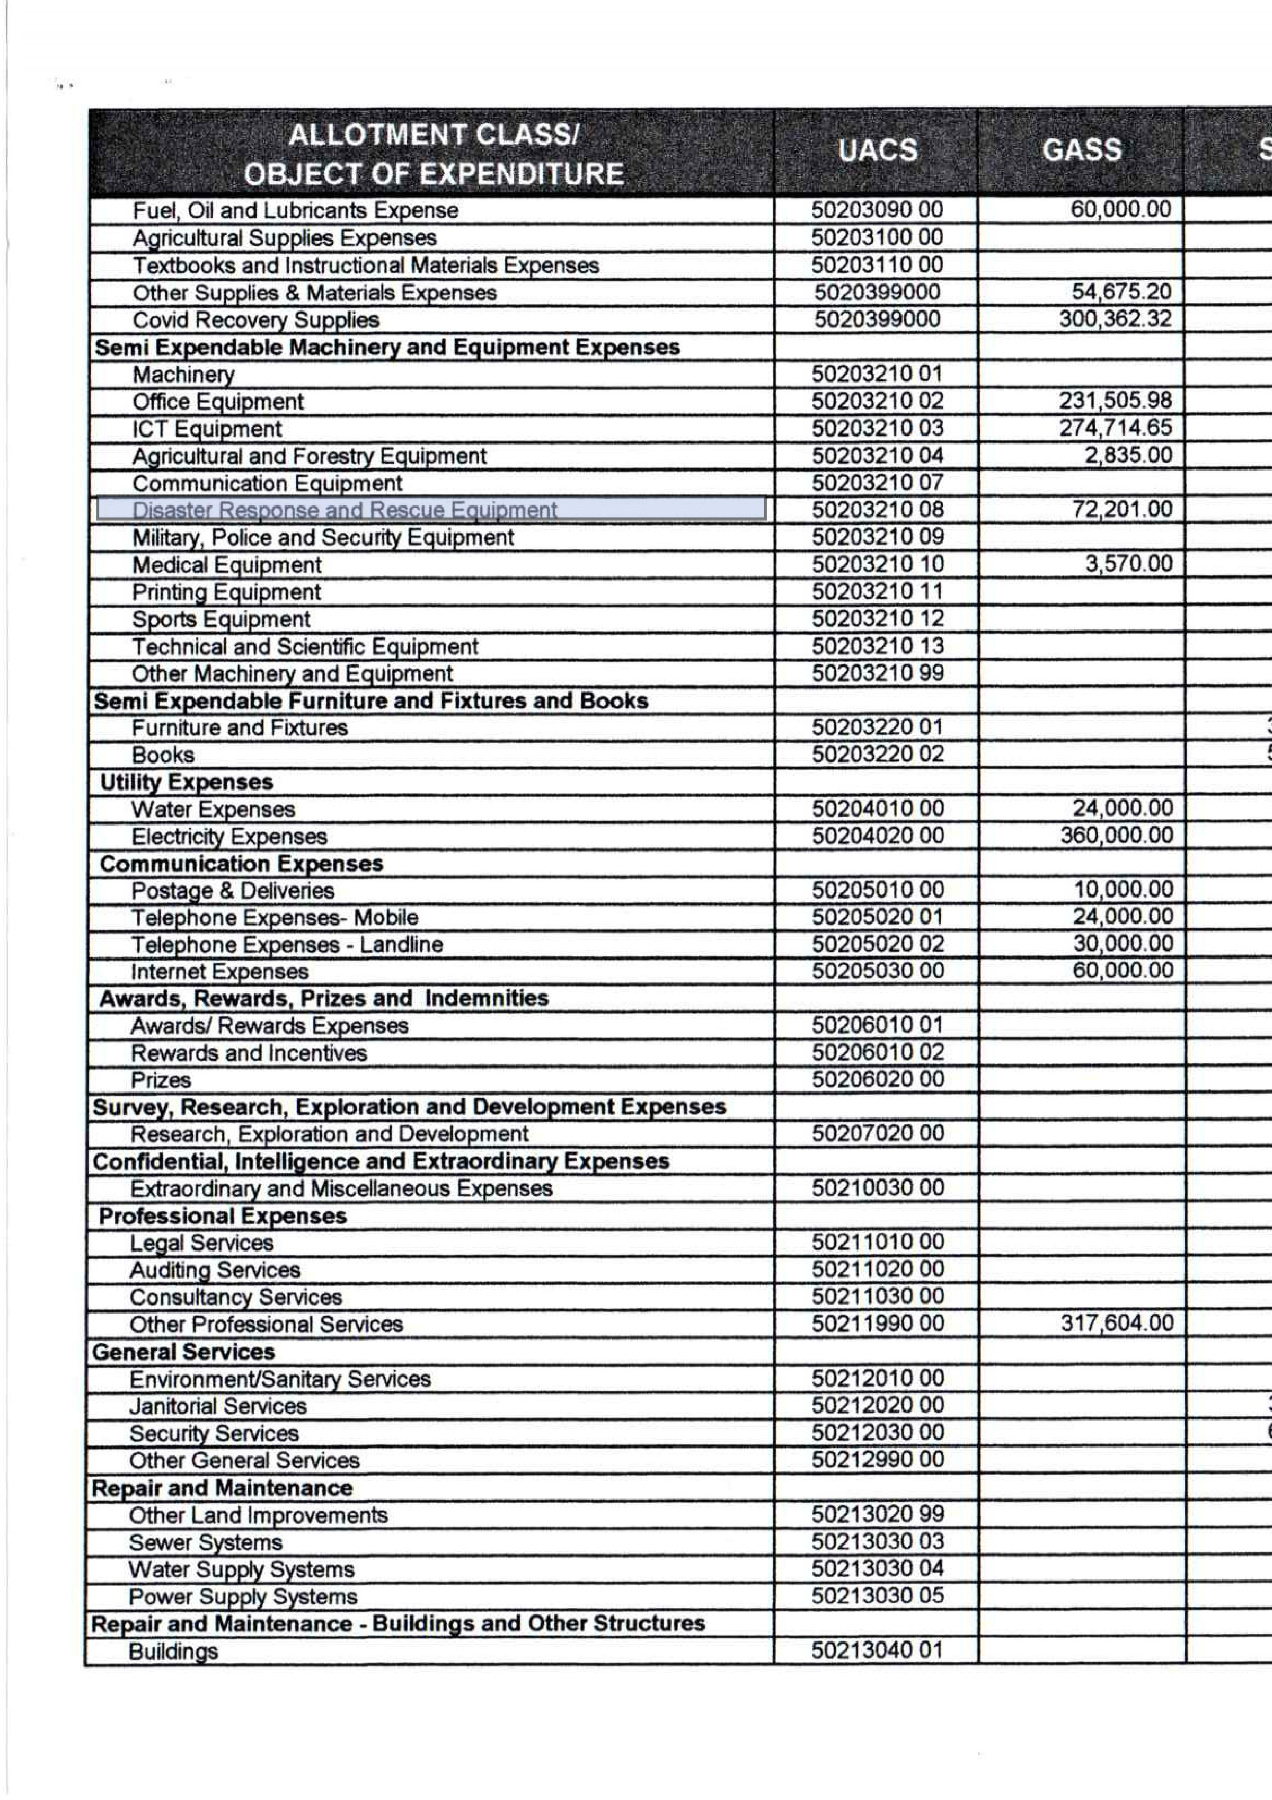 ALLOTMENT CLASS/
OBJECT OF EXPENDITURE UACS GASS S
Fuel, Oil and Lubricants Expense 50203090 00 60,000.00
Agricultural Supplies Expenses 50203100 00
Textbooks and Instructional Materials Expenses 50203110 00
Other Supplies & Materials Expenses 5020399000 54,675.20
Covid Recovery Supplies 5020399000 300,362.32
Semi Expendable Machinery and Equipment Expenses
Machinery 50203210 01
Office Equipment 50203210 02 231,505.98
ICT Equipment 50203210 03 274,714.65
Agricultural and Forestry Equipment 50203210 04 2,835.00
Communication Equipment 50203210 07
Disaster Response and Rescue Equipment 50203210 08 72,201.00
Military, Police and Security Equipment 50203210 09
Medical Equipment 50203210 10 3,570.00
Printing Equipment 50203210 11
Sports Equipment 50203210 12
Technical and Scientific Equipment 50203210 13
Other Machinery and Equipment 50203210 99
Semi Expendable Furniture and Fixtures and Books
Furniture and Fixtures 50203220 01
Books 50203220 02
Utility Expenses
Water Expenses 50204010 00 24,000.00
Electricity Expenses 50204020 00 360,000.00
Communication Expenses
Postage & Deliveries 50205010 00 10,000.00
Telephone Expenses- Mobile 50205020 01 24,000.00
Telephone Expenses - Landline 50205020 02 30,000.00
Internet Expenses 50205030 00 60,000.00
Awards, Rewards, Prizes and Indemnities
Awards/ Rewards Expenses 50206010 01
Rewards and Incentives 50206010 02
Prizes 50206020 00
Survey, Research, Exploration and Development Expenses
Research, Exploration and Development 50207020 00
Confidential, Intelligence and Extraordinary Expenses
Extraordinary and Miscellaneous Expenses 50210030 00
Professional Expenses
Legal Services 50211010 00
Auditing Services 50211020 00
Consultancy Services 50211030 00
Other Professional Services 50211990 00 317,604.00
General Services
Environment/Sanitary Services 50212010 00
Janitorial Services 50212020 00
Security Services 50212030 00
Other General Services 50212990 00
Repair and Maintenance
Other Land Improvements 50213020 99
Sewer Systems 50213030 03
Water Supply Systems 50213030 04
Power Supply Systems 50213030 05
Repair and Maintenance - Buildings and Other Structures
Buildings 50213040 01